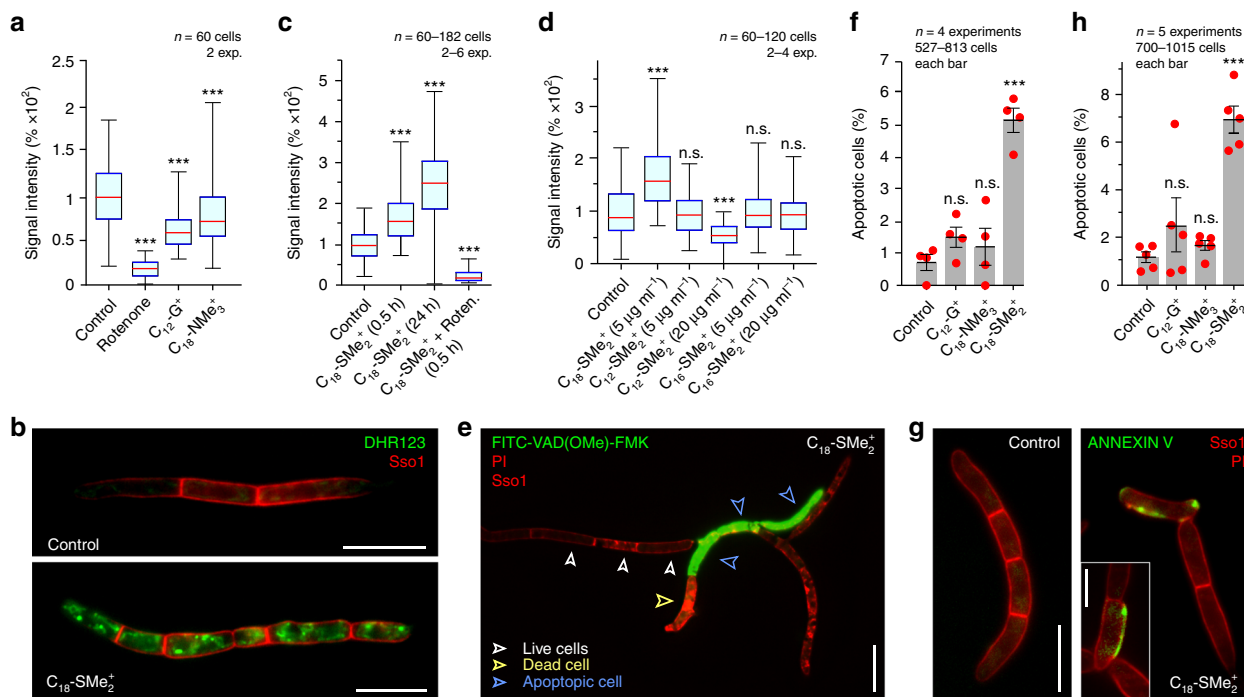 a
n = 60 cells
2 exp.
Signal intensity (% ×10²)
2.5
2
1.5
1
0.5
0
***
***
***
Control
Rotenone
C₁₂-G⁺
C₁₈-NMe₃⁺
c
n = 60–182 cells
2–6 exp.
Signal intensity (% ×10²)
5
4
3
2
1
0
***
***
***
Control
C₁₈-SMe₂⁺ (0.5 h)
C₁₈-SMe₂⁺ (24 h)
C₁₈-SMe₂⁺ + Roten.
(0.5 h)
d
n = 60–120 cells
2–4 exp.
Signal intensity (% ×10²)
3
2
1
0
***
n.s.
***
n.s.
n.s.
Control
C₁₈-SMe₂⁺ (5 µg ml⁻¹)
C₁₂-SMe₂⁺ (5 µg ml⁻¹)
C₁₂-SMe₂⁺ (20 µg ml⁻¹)
C₁₆-SMe₂⁺ (5 µg ml⁻¹)
C₁₆-SMe₂⁺ (20 µg ml⁻¹)
f
n = 4 experiments
527–813 cells
each bar
Apoptotic cells (%)
7
6
5
4
3
2
1
0
n.s.
n.s.
***
Control
C₁₂-G⁺
C₁₈-NMe₃⁺
C₁₈-SMe₂⁺
h
n = 5 experiments
700–1015 cells
each bar
Apoptotic cells (%)
8
6
4
2
0
n.s.
n.s.
***
Control
C₁₂-G⁺
C₁₈-NMe₃⁺
C₁₈-SMe₂⁺
b
DHR123
Sso1
Control
C₁₈-SMe₂⁺
e
FITC-VAD(OMe)-FMK
PI
Sso1
C₁₈-SMe₂⁺
Live cells
Dead cell
Apoptopic cell
g
Control
ANNEXIN V
Sso1
PI
C₁₈-SMe₂⁺